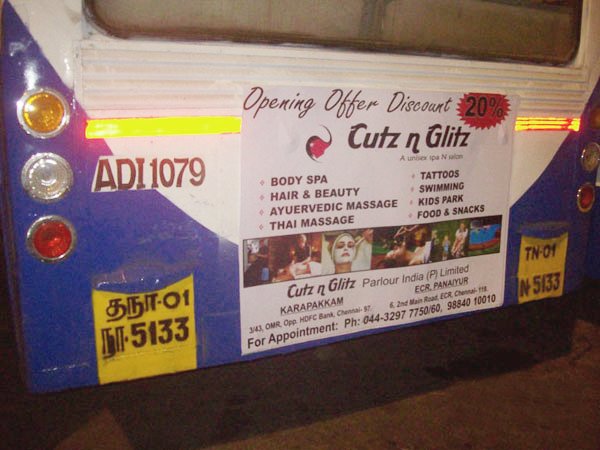 Opening Offer Discount 20%
Cutz n Glitz
A unisex spa N salon
ADI 1079
BODY SPA
HAIR & BEAUTY
AYUERVEDIC MASSAGE
THAI MASSAGE
TATTOOS
SWIMMING
KIDS PARK
FOOD & SNACKS
Cutz n Glitz Parlour India (P) Limited
KARAPAKKAM
3/43, OMR, Opp. HDFC Bank, Chennai- 97.
ECR, PANAIYUR
6, 2nd Main Road, ECR, Chennai- 119.
For Appointment: Ph: 044-3297 7750/60, 98840 10010
தநா-01
நா-5133
TN-01
N-5133